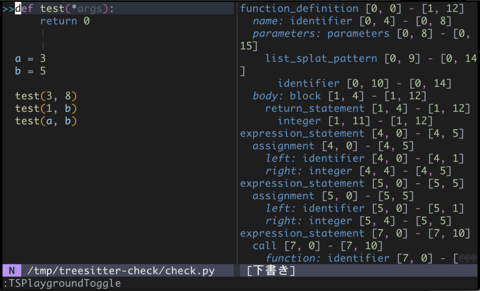 >>def test(*args):
return 0
a = 3
b = 5
test(3, 8)
test(1, b)
test(a, b)
N /tmp/treesitter-check/check.py
:TSPlaygroundToggle
function_definition [0, 0] - [1, 12]
name: identifier [0, 4] - [0, 8]
parameters: parameters [0, 8] - [0,
15]
list_splat_pattern [0, 9] - [0, 14
]
identifier [0, 10] - [0, 14]
body: block [1, 4] - [1, 12]
return_statement [1, 4] - [1, 12]
integer [1, 11] - [1, 12]
expression_statement [4, 0] - [4, 5]
assignment [4, 0] - [4, 5]
left: identifier [4, 0] - [4, 1]
right: integer [4, 4] - [4, 5]
expression_statement [5, 0] - [5, 5]
assignment [5, 0] - [5, 5]
left: identifier [5, 0] - [5, 1]
right: integer [5, 4] - [5, 5]
expression_statement [7, 0] - [7, 10]
call [7, 0] - [7, 10]
function: identifier [7, 0] - [@@@
[下書き]